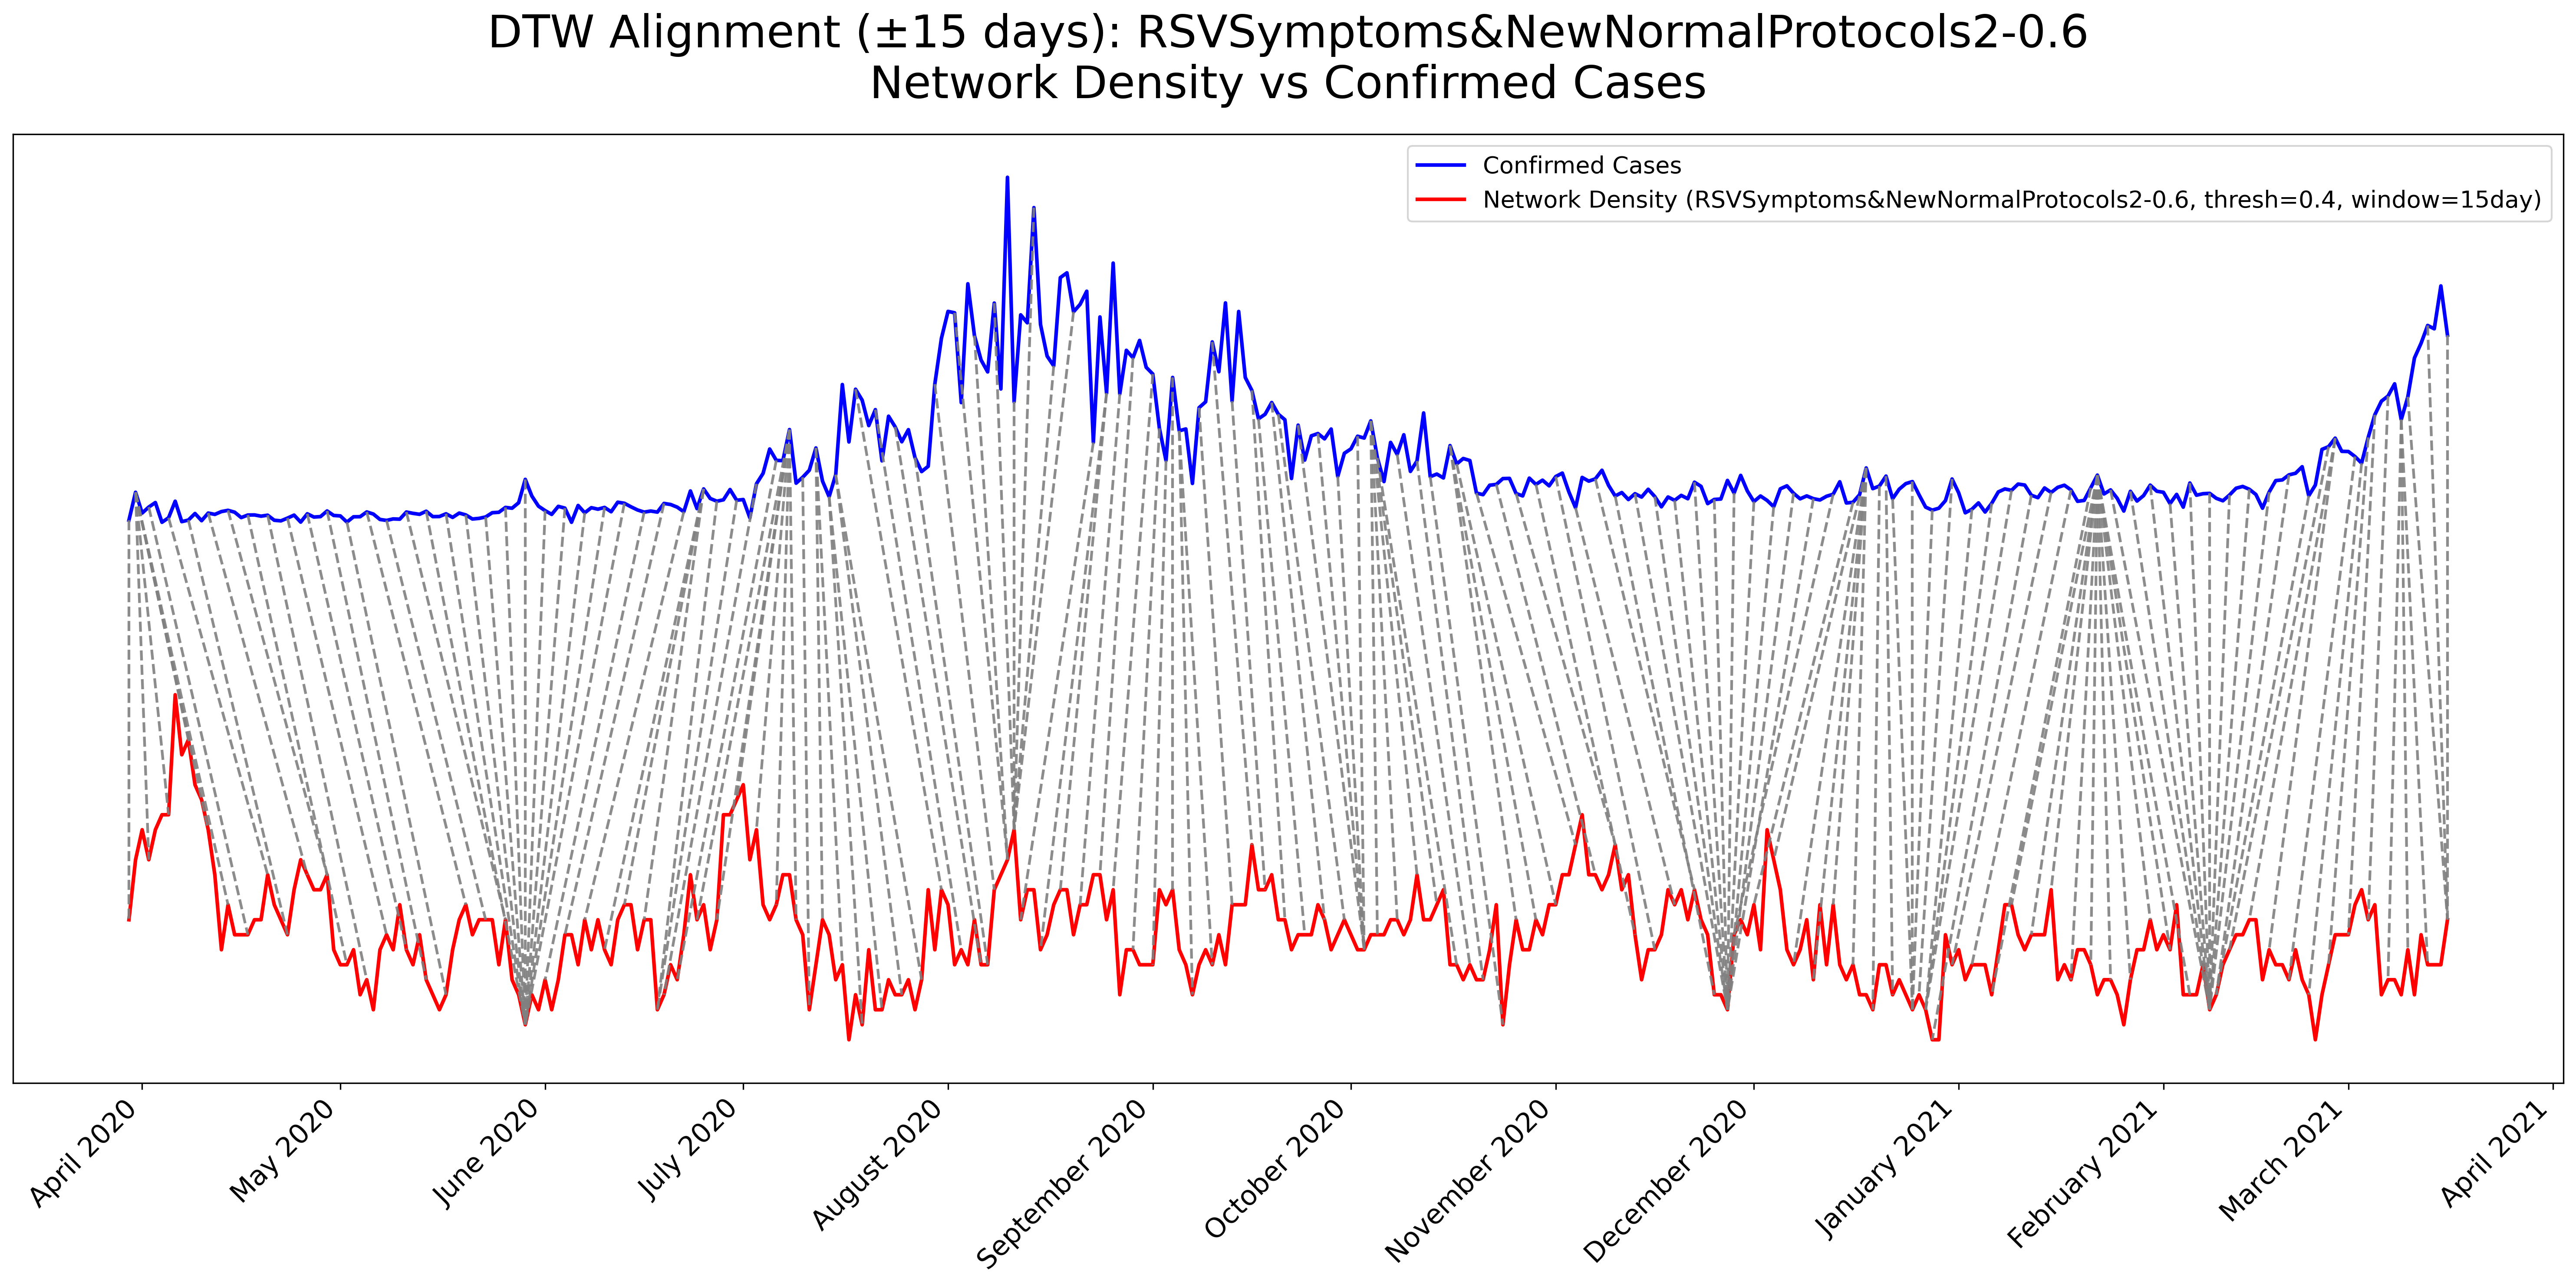 DTW Alignment (±15 days): RSVSymptoms&NewNormalProtocols2-0.6
Network Density vs Confirmed Cases
Confirmed Cases
Network Density (RSVSymptoms&NewNormalProtocols2-0.6, thresh=0.4, window=15day)
April 2020
May 2020
June 2020
July 2020
August 2020
September 2020
October 2020
November 2020
December 2020
January 2021
February 2021
March 2021
April 2021